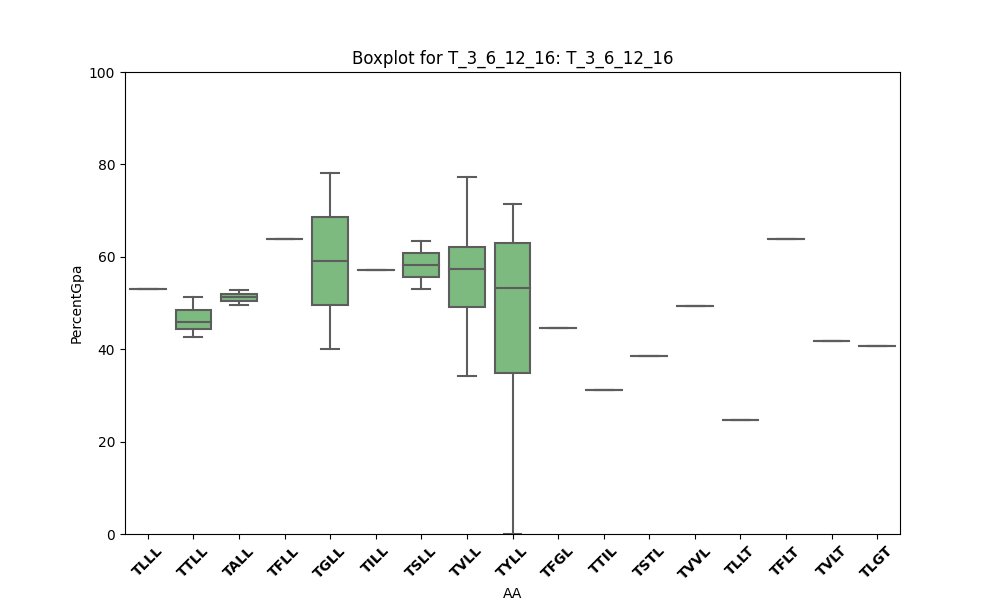 Boxplot for T_3_6_12_16: T_3_6_12_16
100
80
60
40
20
0
PercentGpa
TLLL
TTLL
TALL
TFLL
TGLL
TILL
TSLL
TVLL
TYLL
TFGL
TTIL
TSTL
TVVL
TLLT
TFLT
TVLT
TLGT
AA